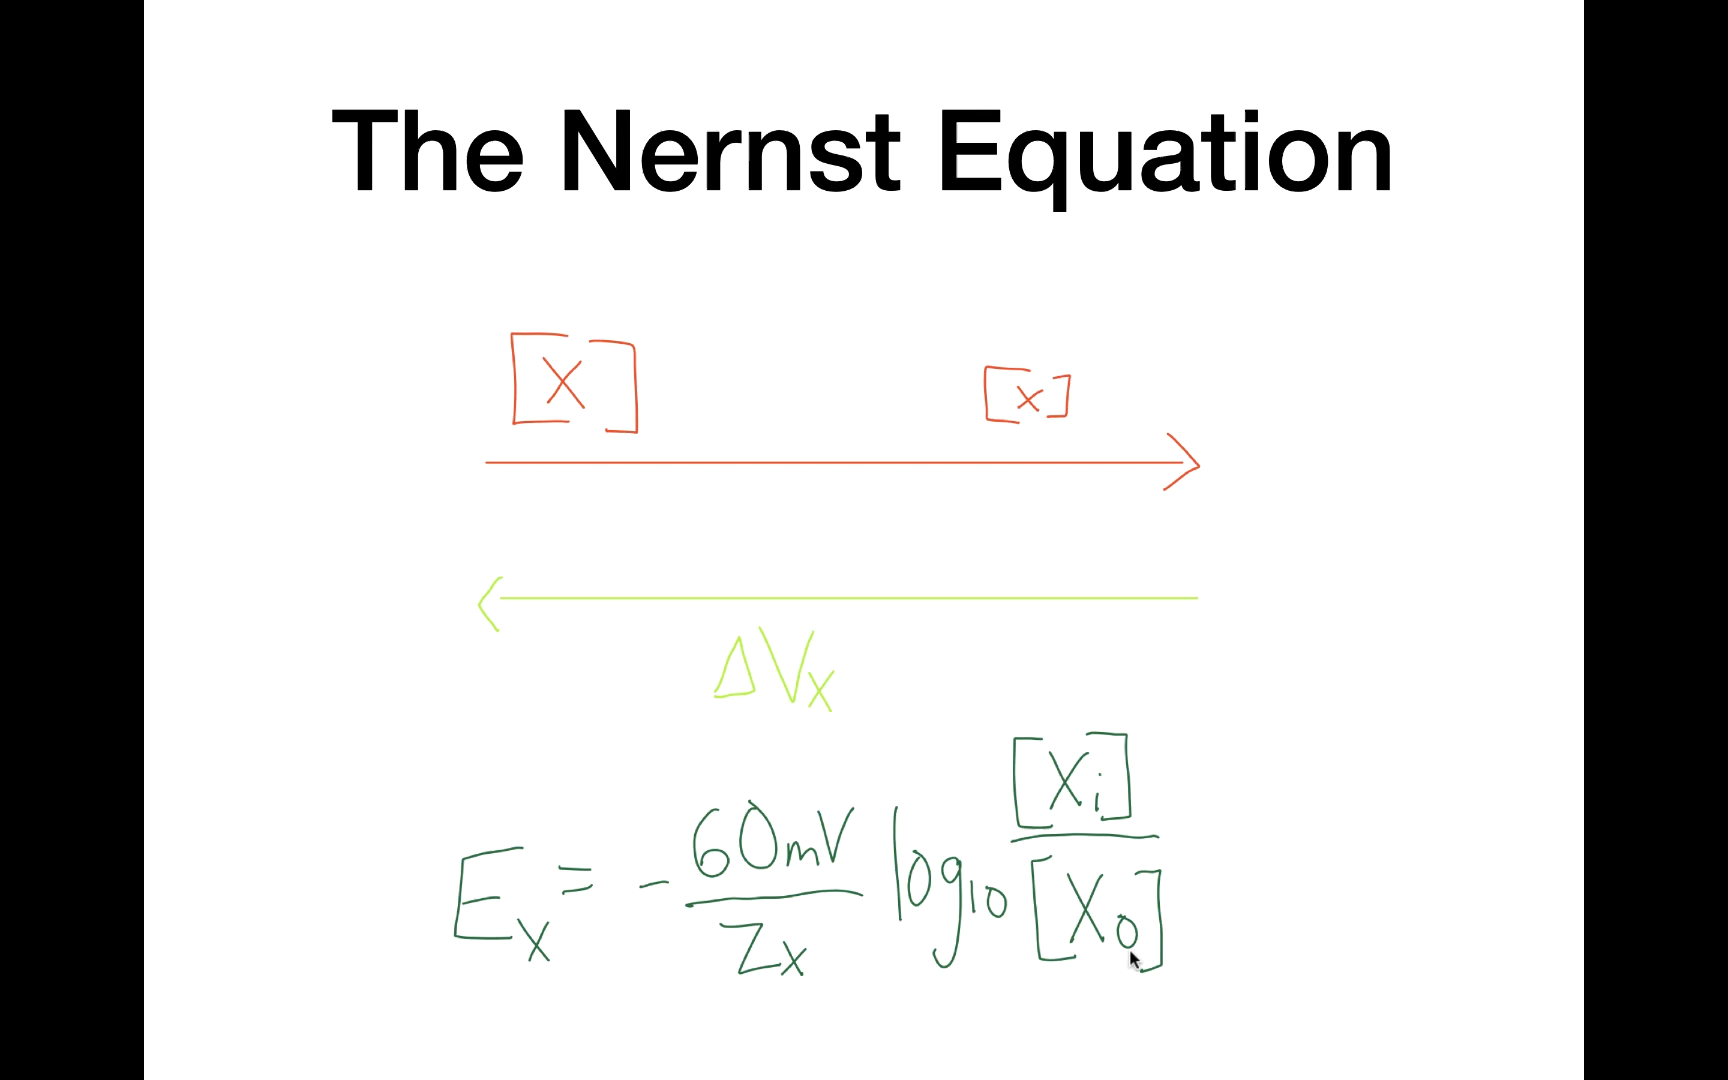 The Nernst Equation
[X] [x]
ΔVx
Ex = - 60mV/Zx log10 [Xi]/[Xo]